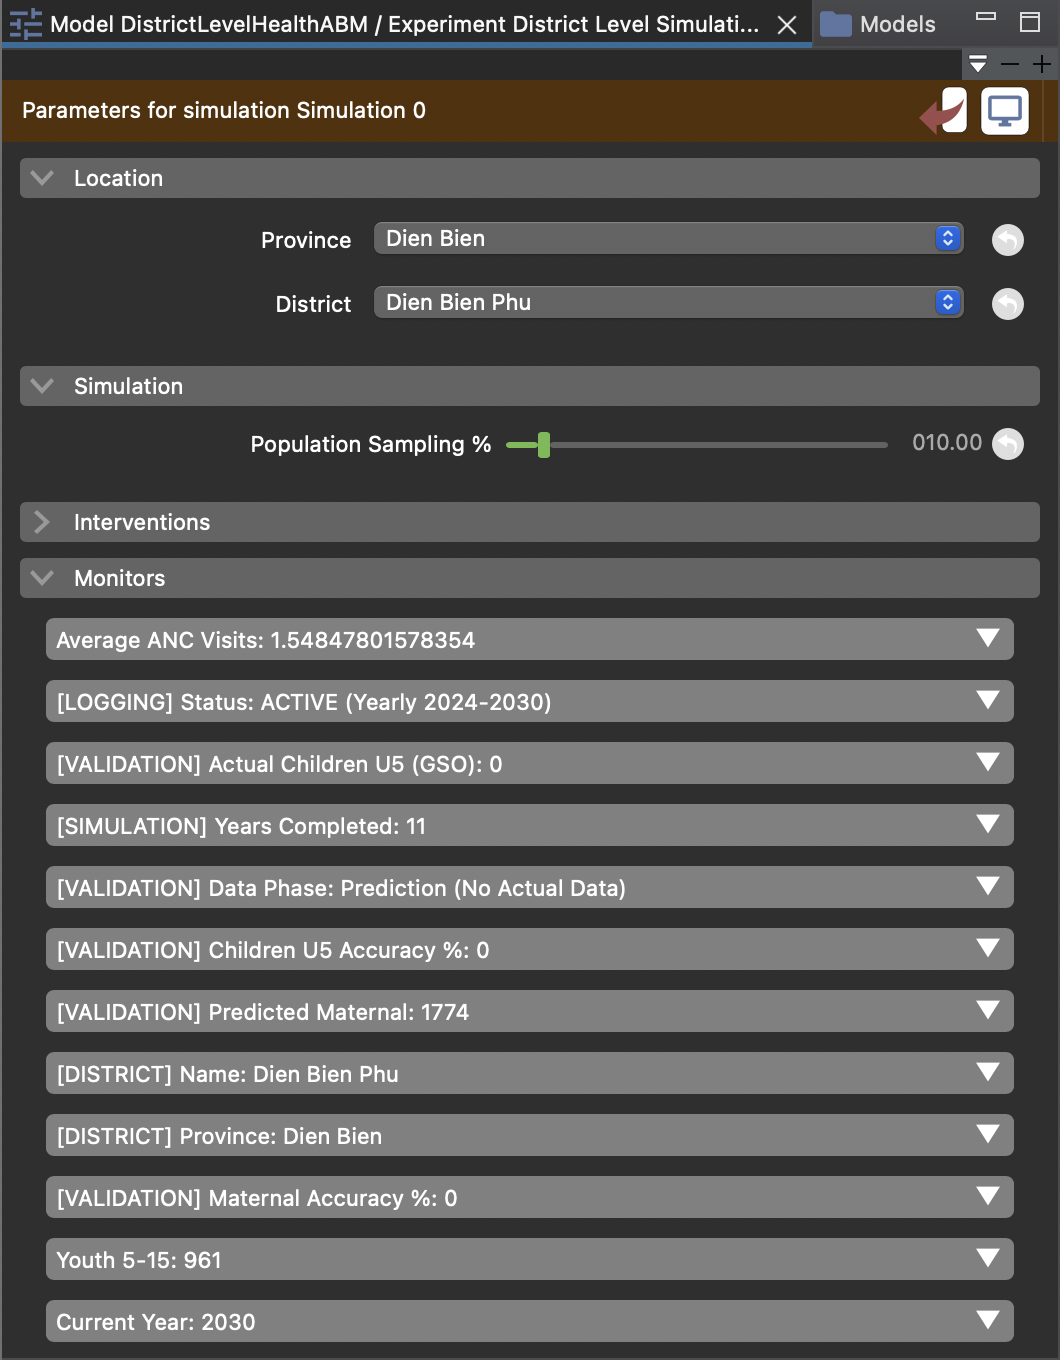 Model DistrictLevelHealthABM / Experiment District Level Simulati...
Models
Parameters for simulation Simulation 0
Location
Province
Dien Bien
District
Dien Bien Phu
Simulation
Population Sampling %
010.00
Interventions
Monitors
Average ANC Visits: 1.54847801578354
[LOGGING] Status: ACTIVE (Yearly 2024-2030)
[VALIDATION] Actual Children U5 (GSO): 0
[SIMULATION] Years Completed: 11
[VALIDATION] Data Phase: Prediction (No Actual Data)
[VALIDATION] Children U5 Accuracy %: 0
[VALIDATION] Predicted Maternal: 1774
[DISTRICT] Name: Dien Bien Phu
[DISTRICT] Province: Dien Bien
[VALIDATION] Maternal Accuracy %: 0
Youth 5-15: 961
Current Year: 2030